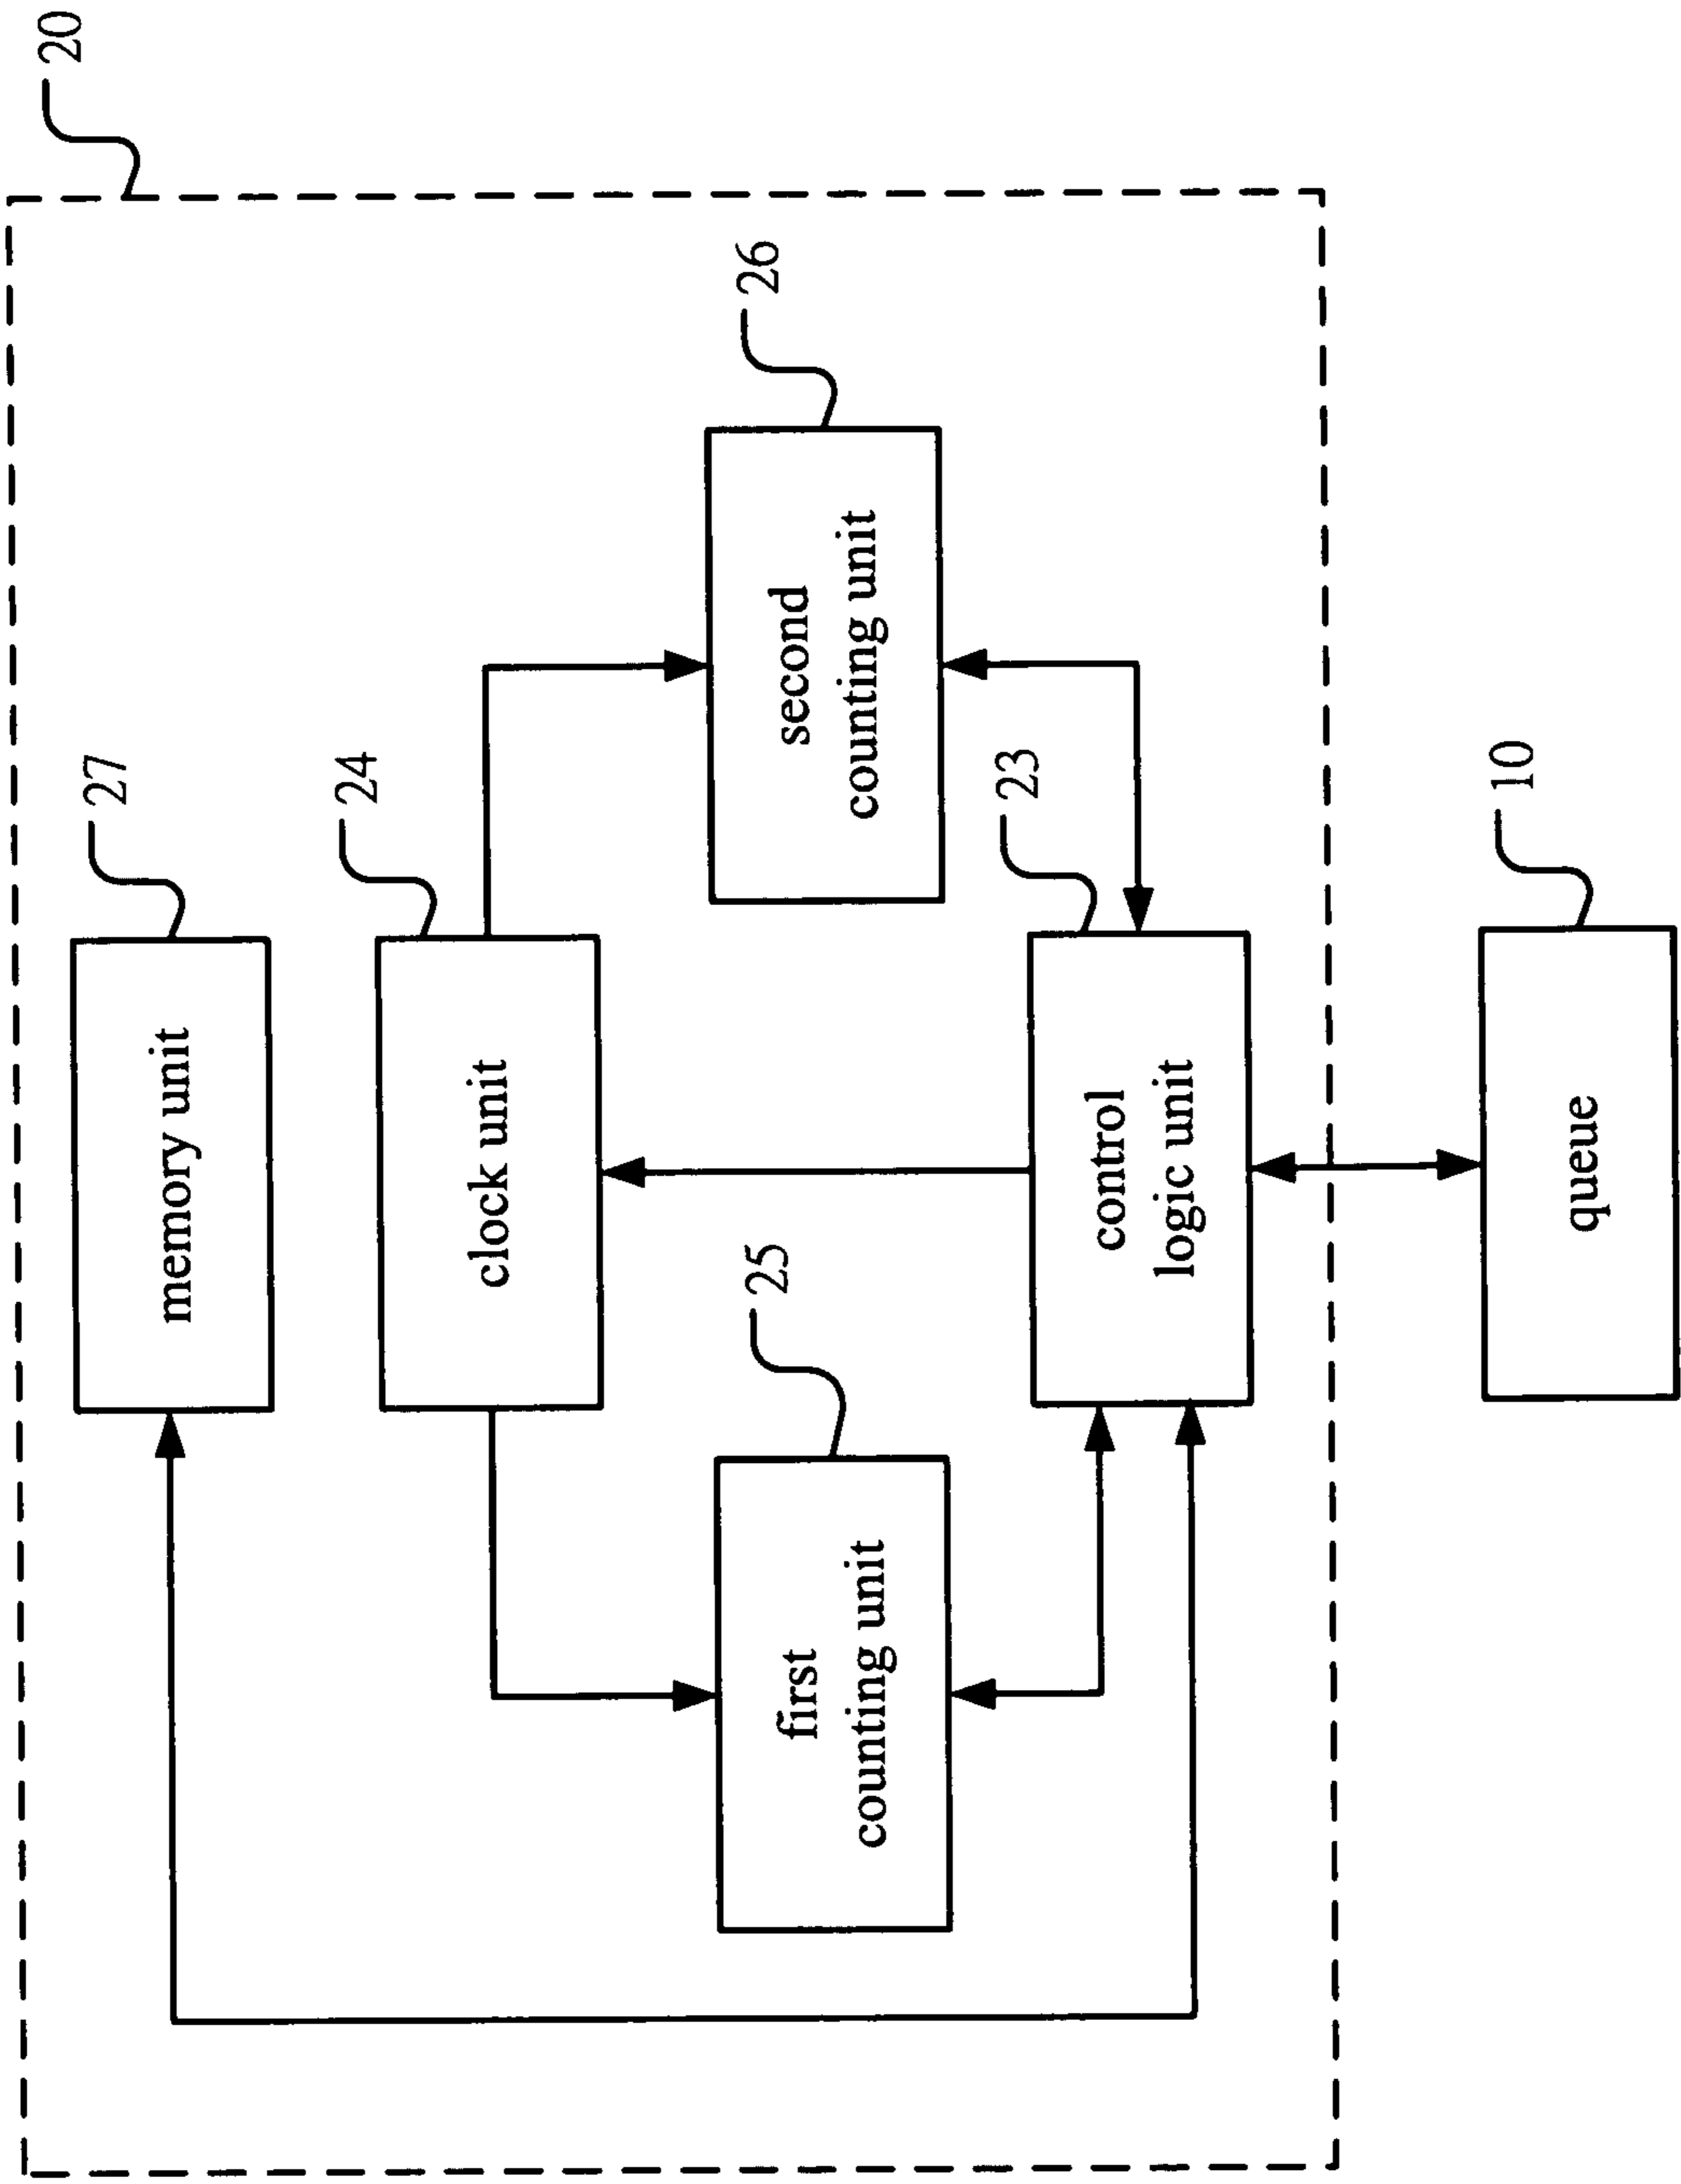 20
memory unit
27
clock unit
24
first
counting unit
25
second
counting unit
26
control
logic unit
23
queue
10